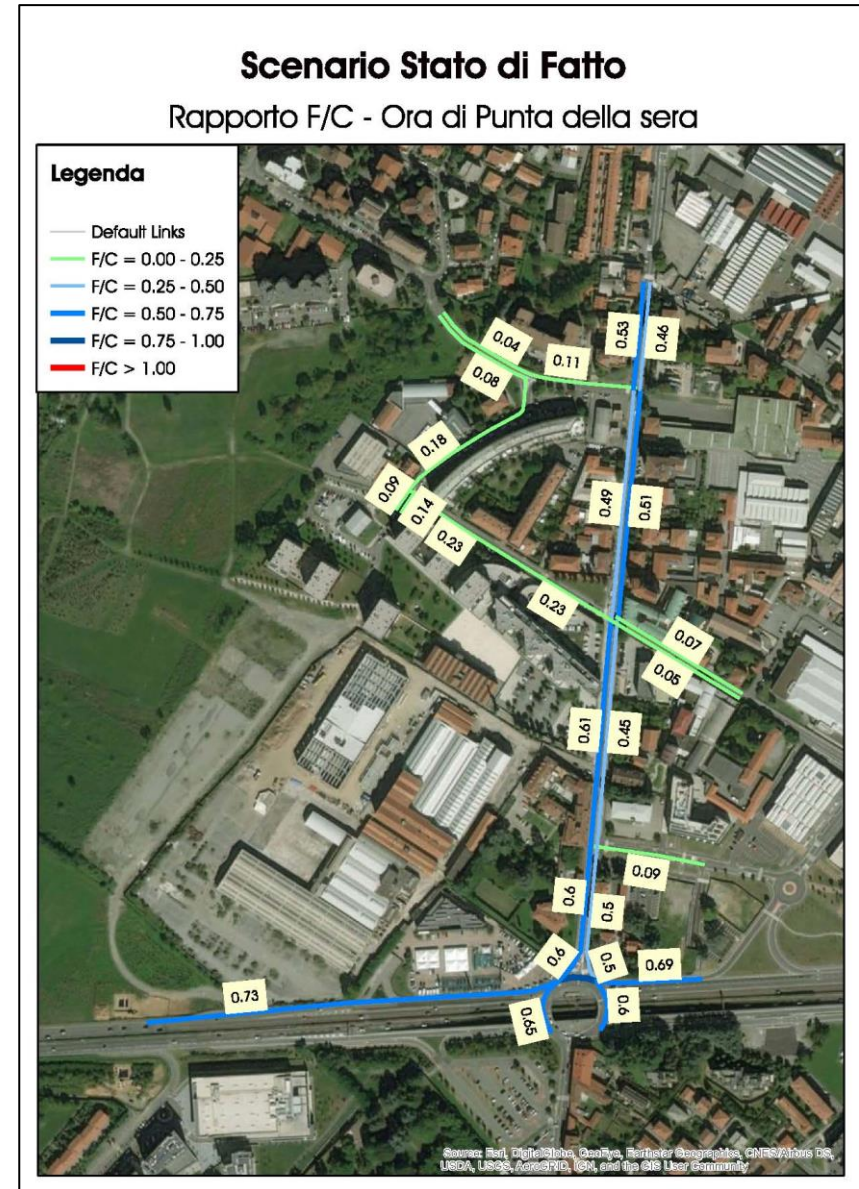 Scenario Stato di Fatto
Rapporto F/C - Ora di Punta della sera
Legenda
Default Links
F/C = 0.00 - 0.25
F/C = 0.25 - 0.50
F/C = 0.50 - 0.75
F/C = 0.75 - 1.00
F/C > 1.00
0.53
0.46
0.04
0.11
0.08
0.18
0.09
0.14
0.23
0.49
0.51
0.23
0.07
0.05
0.61
0.45
0.09
0.6
0.5
0.6
0.5
0.69
0.73
0.65
0.6
Source: Esri, DigitalGlobe, GeoEye, Earthstar Geographics, CNES/Airbus DS,
USDA, USGS, AeroGRID, IGN, and the GIS User Community